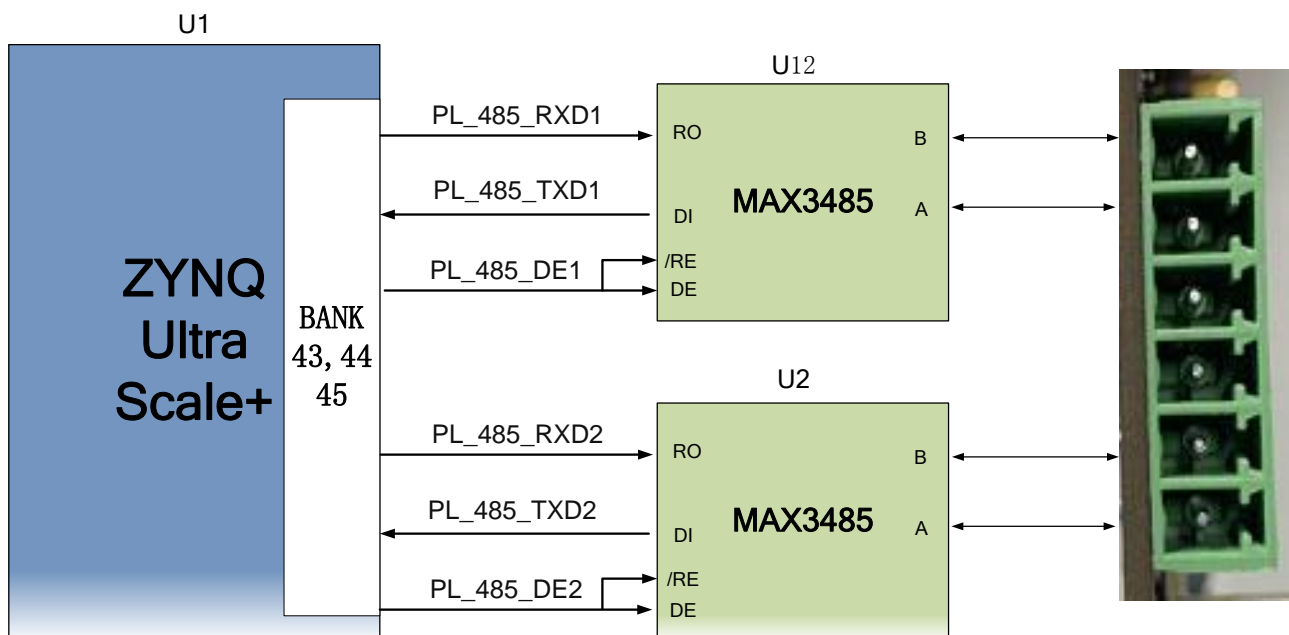 U1
U12
PL_485_RXD1
RO
B
PL_485_TXD1
DI
MAX3485
A
PL_485_DE1
/RE
DE
ZYNQ
Ultra
Scale+
BANK
43, 44
45
U2
PL_485_RXD2
RO
B
PL_485_TXD2
DI
MAX3485
A
PL_485_DE2
/RE
DE